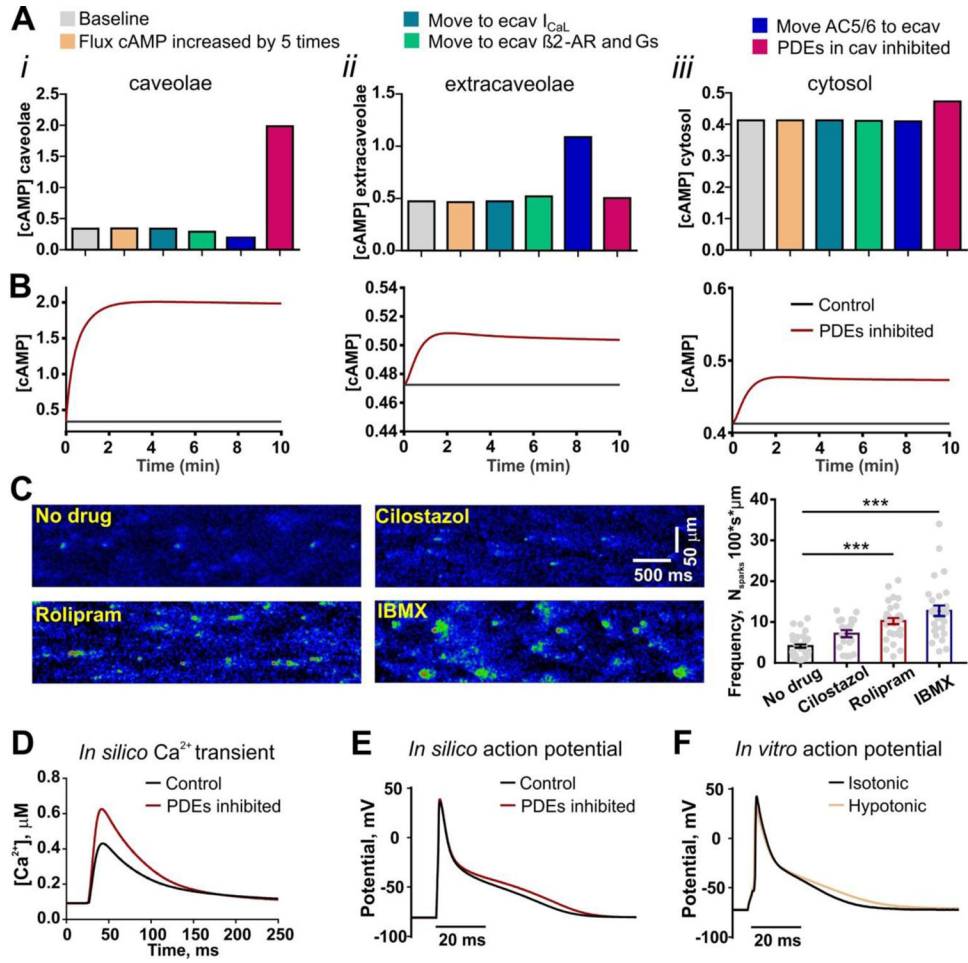 A
Baseline
Flux cAMP increased by 5 times
Move to ecav I_CaL
Move to ecav ß2-AR and Gs
Move AC5/6 to ecav
PDEs in cav inhibited
i
caveolae
[cAMP] caveolae
2.5
2.0
1.5
1.0
0.5
0.0
ii
extracaveolae
[cAMP] extracaveolae
1.5
1.0
0.5
0.0
iii
cytosol
[cAMP] cytosol
0.5
0.4
0.3
0.2
0.1
0.0
B
[cAMP]
2.0
1.5
1.0
0.5
0 2 4 6 8 10
Time (min)
[cAMP]
0.54
0.52
0.50
0.48
0.46
0.44
0 2 4 6 8 10
Time (min)
[cAMP]
0.6
0.5
0.4
Control
PDEs inhibited
0 2 4 6 8 10
Time (min)
C
No drug
Cilostazol
50 µm
500 ms
Rolipram
IBMX
Frequency, N_sparks 100*s*µm
40
30
20
10
0
***
***
No drug
Cilostazol
Rolipram
IBMX
D
In silico Ca²⁺ transient
Control
PDEs inhibited
[Ca²⁺]ᵢ, µM
0.8
0.6
0.4
0.2
0.0
0 50 100 150 200 250
Time, ms
E
In silico action potential
Control
PDEs inhibited
Potential, mV
50
0
-50
-100
20 ms
F
In vitro action potential
Isotonic
Hypotonic
Potential, mV
50
0
-50
-100
20 ms